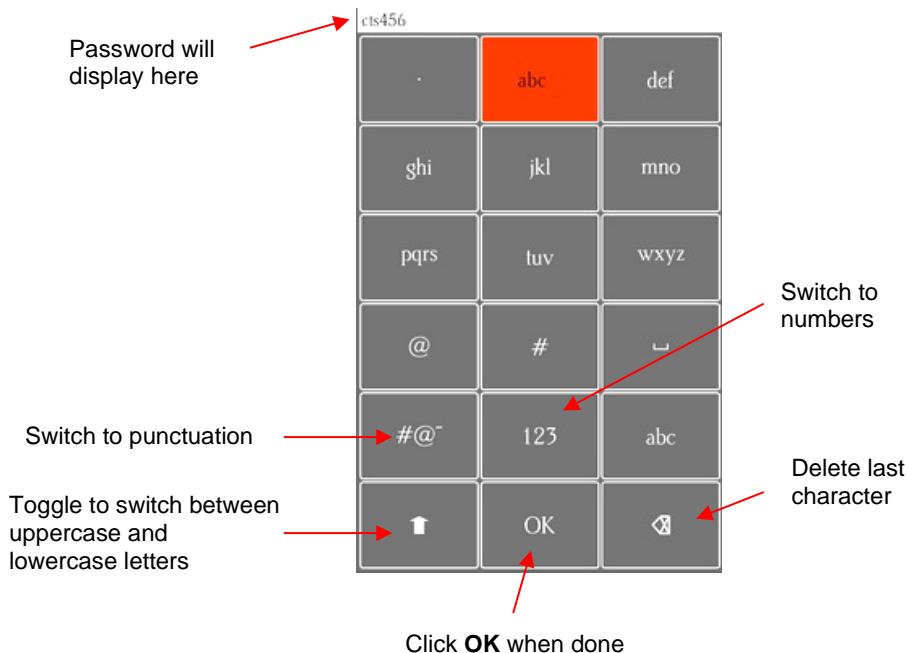 cts456
Password will
display here
. abc def
ghi jkl mno
pqrs tuv wxyz
Switch to
numbers
@ # ⌴
Switch to punctuation
#@~ 123 abc
Delete last
character
Toggle to switch between
uppercase and
lowercase letters
OK
Click OK when done